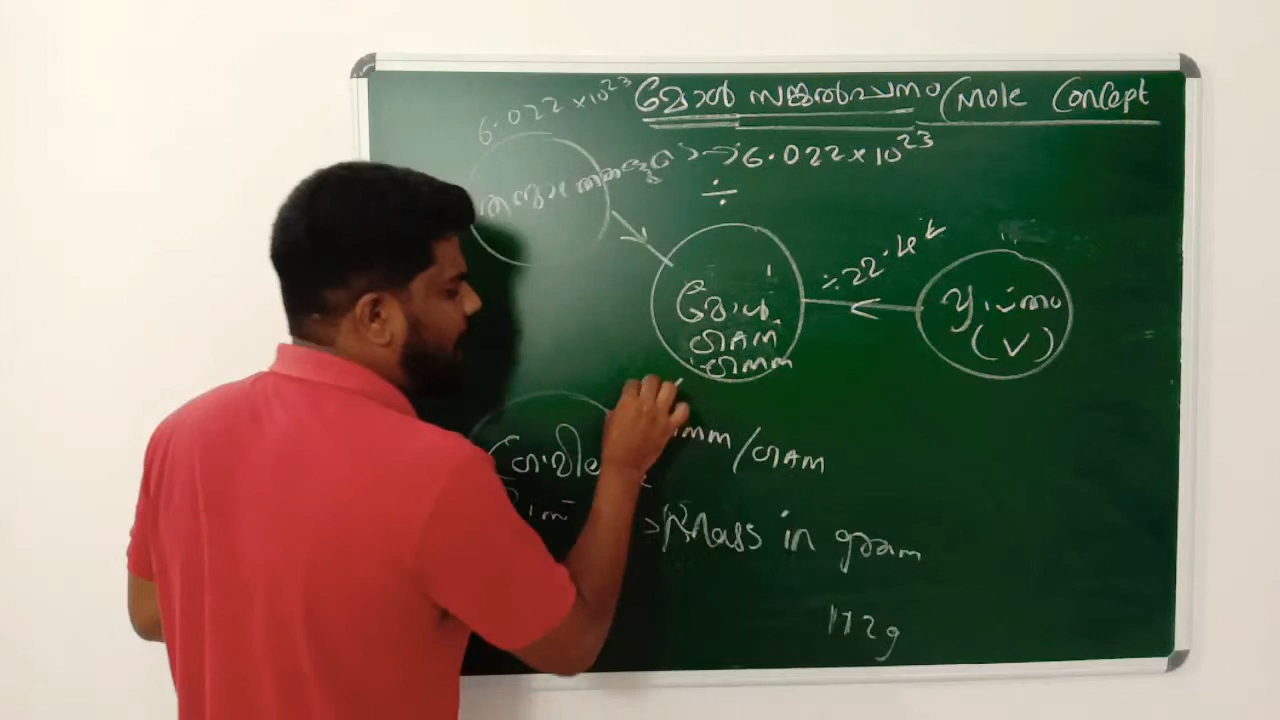 മോൾ സങ്കൽപനം (Mole Concept
6.022 × 10²³
→ 6.022 × 10²³
÷
÷ 22.4 L
മോൾ
GAM
GMM
വ്യാപ്തം
(V)
GMM/GAM
Mass in gram
172g